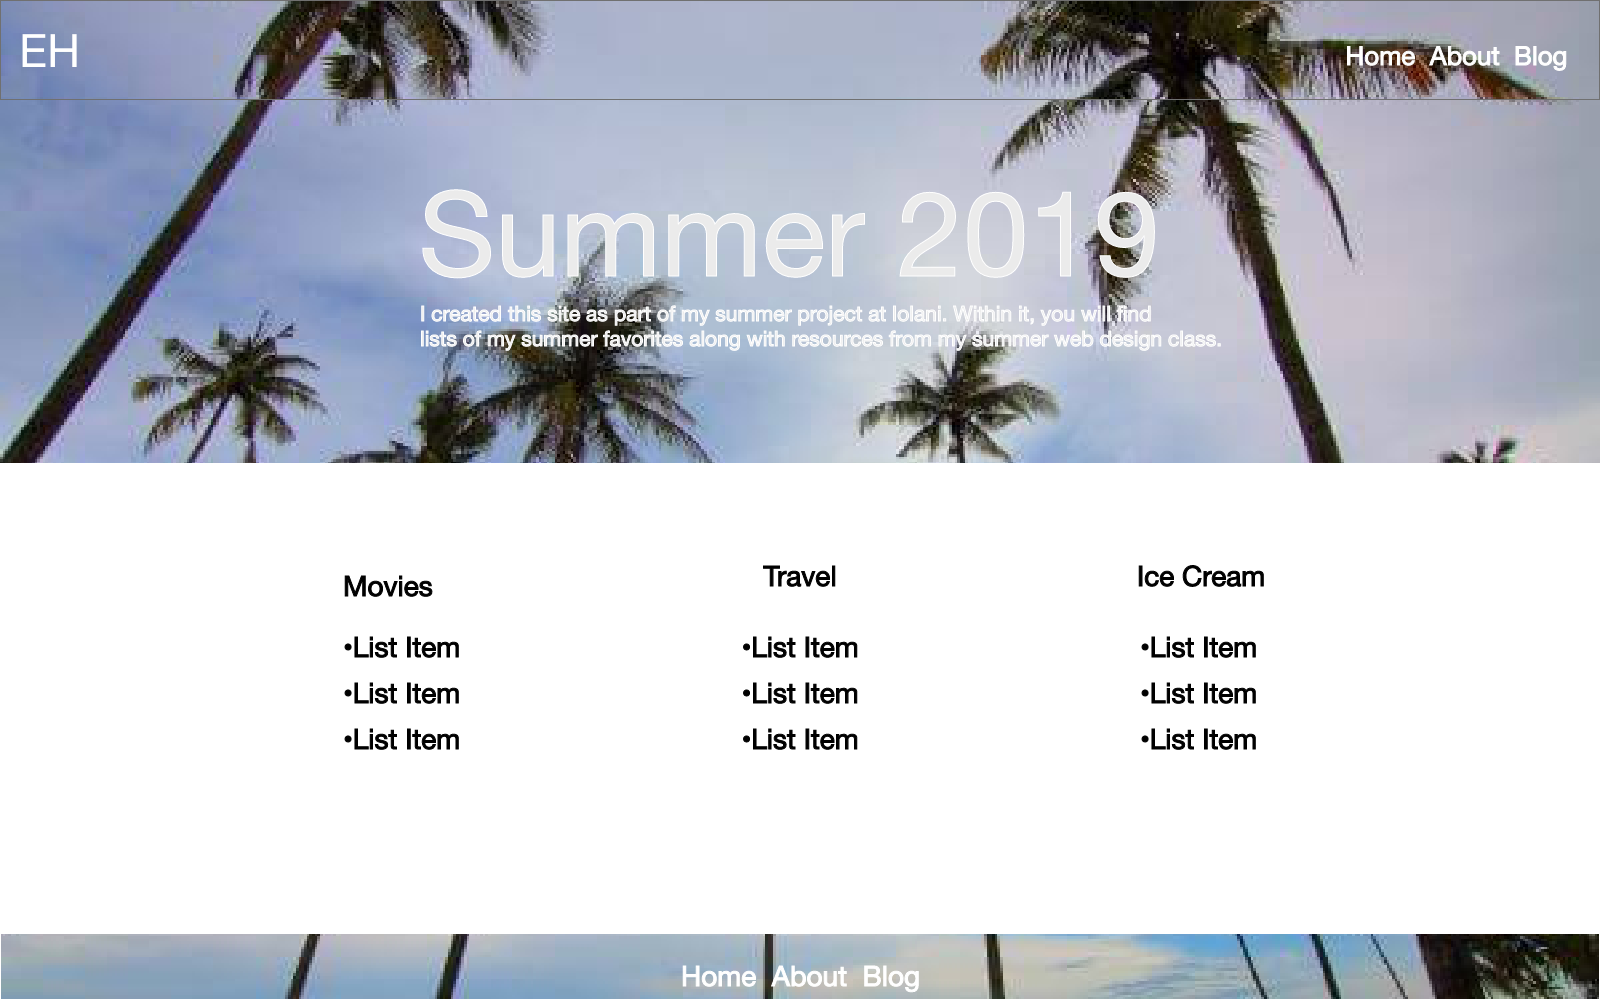 EH
Home About Blog
Summer 2019
I created this site as part of my summer project at Iolani. Within it, you will find
lists of my summer favorites along with resources from my summer web design class.
Movies
•List Item
•List Item
•List Item
Travel
•List Item
•List Item
•List Item
Ice Cream
•List Item
•List Item
•List Item
Home About Blog